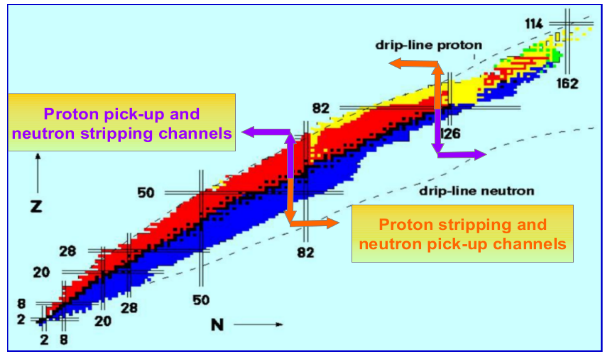 114
drip-line proton
162
82
126
Proton pick-up and
neutron stripping channels
Z
50
drip-line neutron
Proton stripping and
neutron pick-up channels
82
28
20
50
8
28
2
20
N
2 8